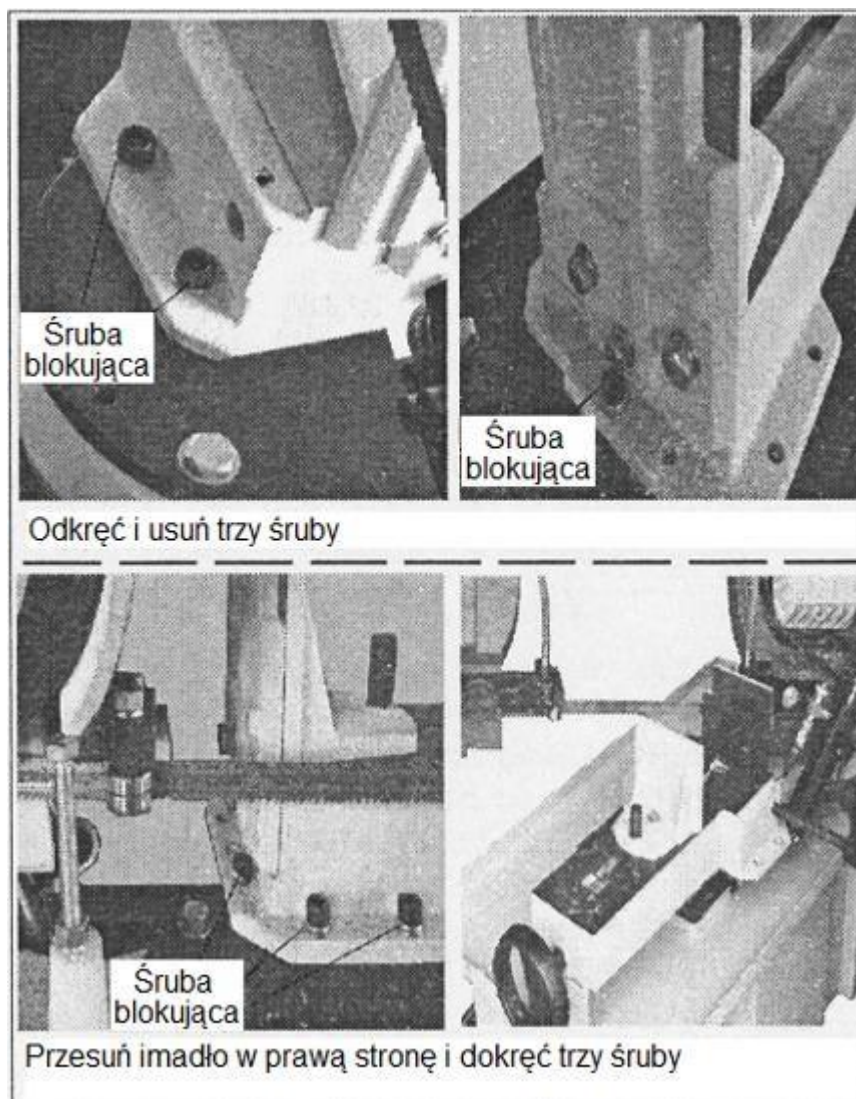 Śruba
blokująca
Śruba
blokująca
Odkręć i usuń trzy śruby
Śruba
blokująca
Przesuń imadło w prawą stronę i dokręć trzy śruby